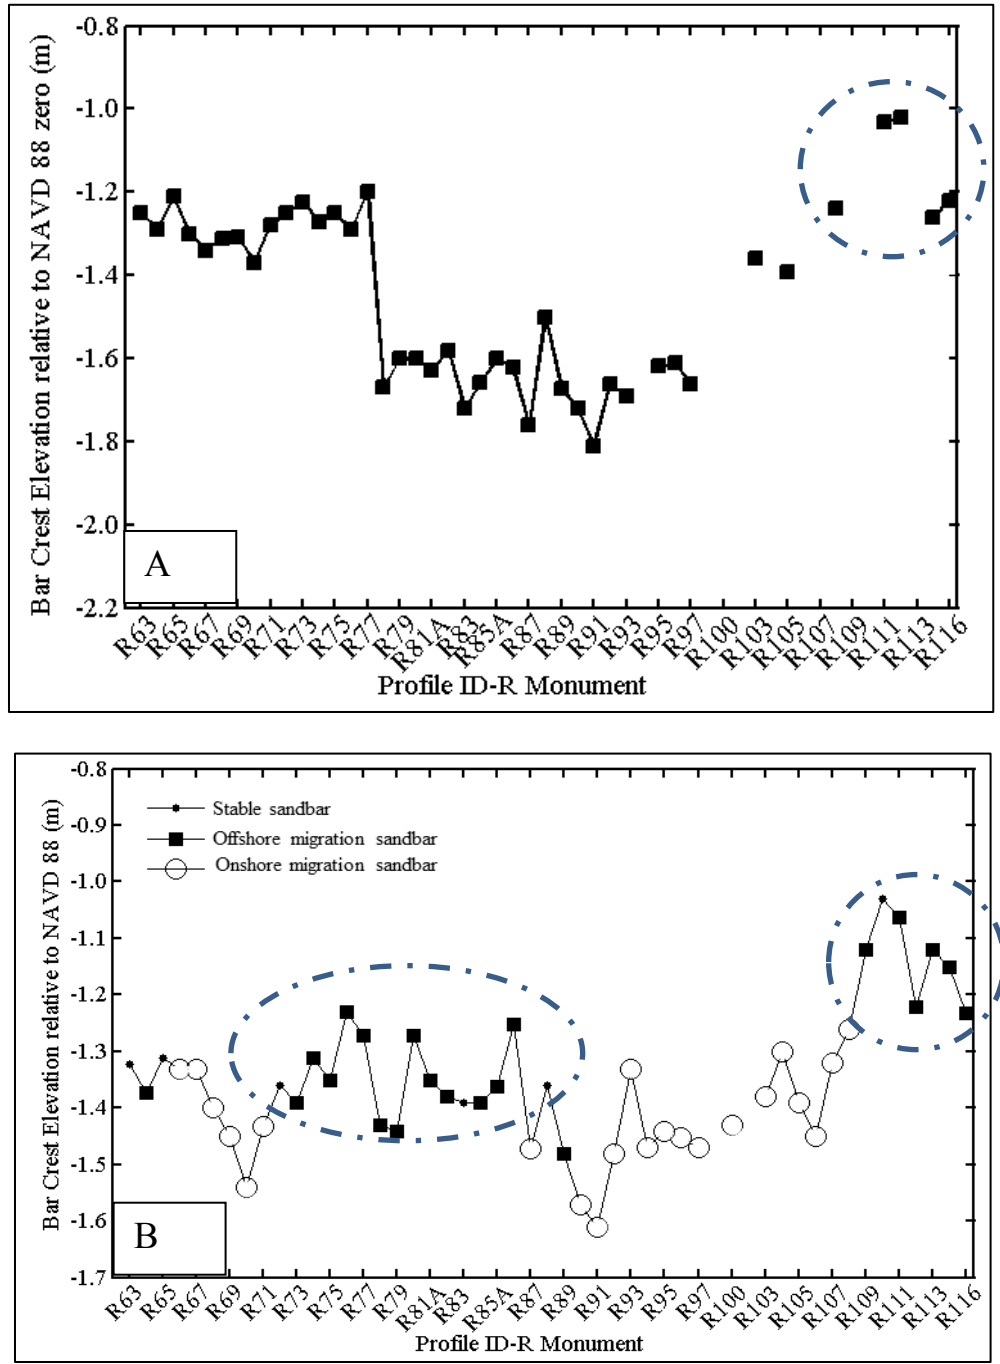 -0.8
-1.0
-1.2
-1.4
-1.6
-1.8
-2.0
-2.2
Bar Crest Elevation relative to NAVD 88 zero (m)
A
R63 R65 R67 R69 R71 R73 R75 R77 R79 R81A R83 R85A R87 R89 R91 R93 R95 R97 R100 R103 R105 R107 R109 R111 R113 R116
Profile ID-R Monument
-0.8
-0.9
-1.0
-1.1
-1.2
-1.3
-1.4
-1.5
-1.6
-1.7
Bar Crest Elevation relative to NAVD 88 (m)
Stable sandbar
Offshore migration sandbar
Onshore migration sandbar
B
R63 R65 R67 R69 R71 R73 R75 R77 R79 R81A R83 R85A R87 R89 R91 R93 R95 R97 R100 R103 R105 R107 R109 R111 R113 R116
Profile ID-R Monument